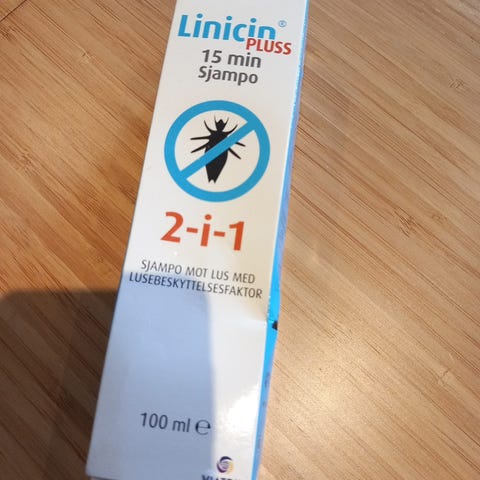 Linicin®
PLUSS
15 min
Sjampo
2-i-1
SJAMPO MOT LUS MED
LUSEBESKYTTELSESFAKTOR
100 ml ℮